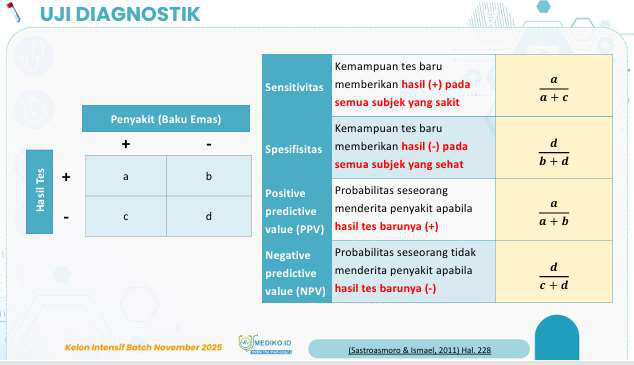 UJI DIAGNOSTIK
Penyakit (Baku Emas)
+ -
Hasil Tes
+ a b
- c d
Sensitivitas
Kemampuan tes baru
memberikan hasil (+) pada
semua subjek yang sakit
a
a + c
Spesifisitas
Kemampuan tes baru
memberikan hasil (-) pada
semua subjek yang sehat
d
b + d
Positive
predictive
value (PPV)
Probabilitas seseorang
menderita penyakit apabila
hasil tes barunya (+)
a
a + b
Negative
predictive
value (NPV)
Probabilitas seseorang tidak
menderita penyakit apabila
hasil tes barunya (-)
d
c + d
Kelon Intensif Batch November 2025
MEDIKO.ID
(Sastroasmoro & Ismael, 2011) Hal. 228